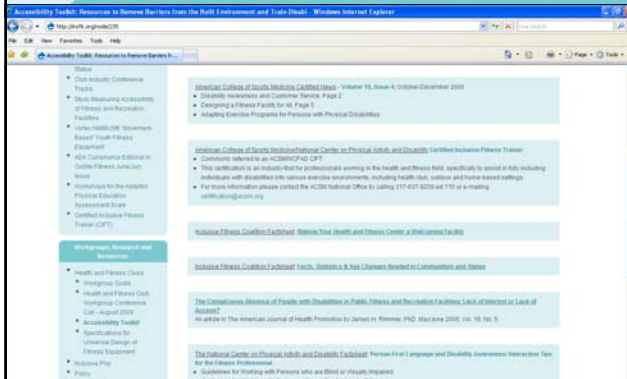 Accessibility Toolkit: Resources to Remove Barriers from the Built Environment and Train Disabl - Windows Internet Explorer
http://incfit.org/node/235
File Edit View Favorites Tools Help
Accessibility Toolkit: Resources to Remove Barriers fr...
Page Tools
Status
Club Industry Conference Tracks
Study Measuring Accessibility of Fitness and Recreation Facilities
Vortex HIMEUSB "Movement-Based" Youth Fitness Equipment
ADA Compliance Editorial in OnSite Fitness June/July Issue
Workshops for the Adapted Physical Education Assessment Scale
Certified Inclusive Fitness Trainer (CIFT)
Workgroups, Research and Resources
Health and Fitness Clubs
Workgroup Goals
Health and Fitness Club Workgroup Conference Call - August 2009
Accessibility Toolkit
Specifications for Universal Design of Fitness Equipment
Inclusive Play
Policy
American College of Sports Medicine Certified News - Volume 16, Issue 4; October-December 2006
Disability Awareness and Customer Service, Page 2
Designing a Fitness Facility for All, Page 5
Adapting Exercise Programs for Persons with Physical Disabilities
American College of Sports Medicine/National Center on Physical Activity and Disability Certified Inclusive Fitness Trainer
Commonly referred to as ACSM/NCPAD CIFT
This certification is an industry-first for professionals working in the health and fitness field, specifically to assist in fully including
individuals with disabilities into various exercise environments, including health club, outdoor and home-based settings.
For more information please contact the ACSM National Office by calling 317-637-9200 ext 115 or e-mailing
certification@acsm.org
Inclusive Fitness Coalition Factsheet Making Your Health and Fitness Center a Welcoming Facility
Inclusive Fitness Coalition Factsheet Facts, Statistics & Key Changes Needed in Communities and States
The Conspicuous Absence of People with Disabilities in Public Fitness and Recreation Facilities: Lack of Interest or Lack of
Access?
An article in The American Journal of Health Promotion by James H. Rimmer, PhD, May/June 2005, Vol. 19, No. 5
The National Center on Physical Activity and Disability Factsheet Person-First Language and Disability Awareness Interaction Tips
for the Fitness Professional
Guidelines for Working with Persons who are Blind or Visually Impaired